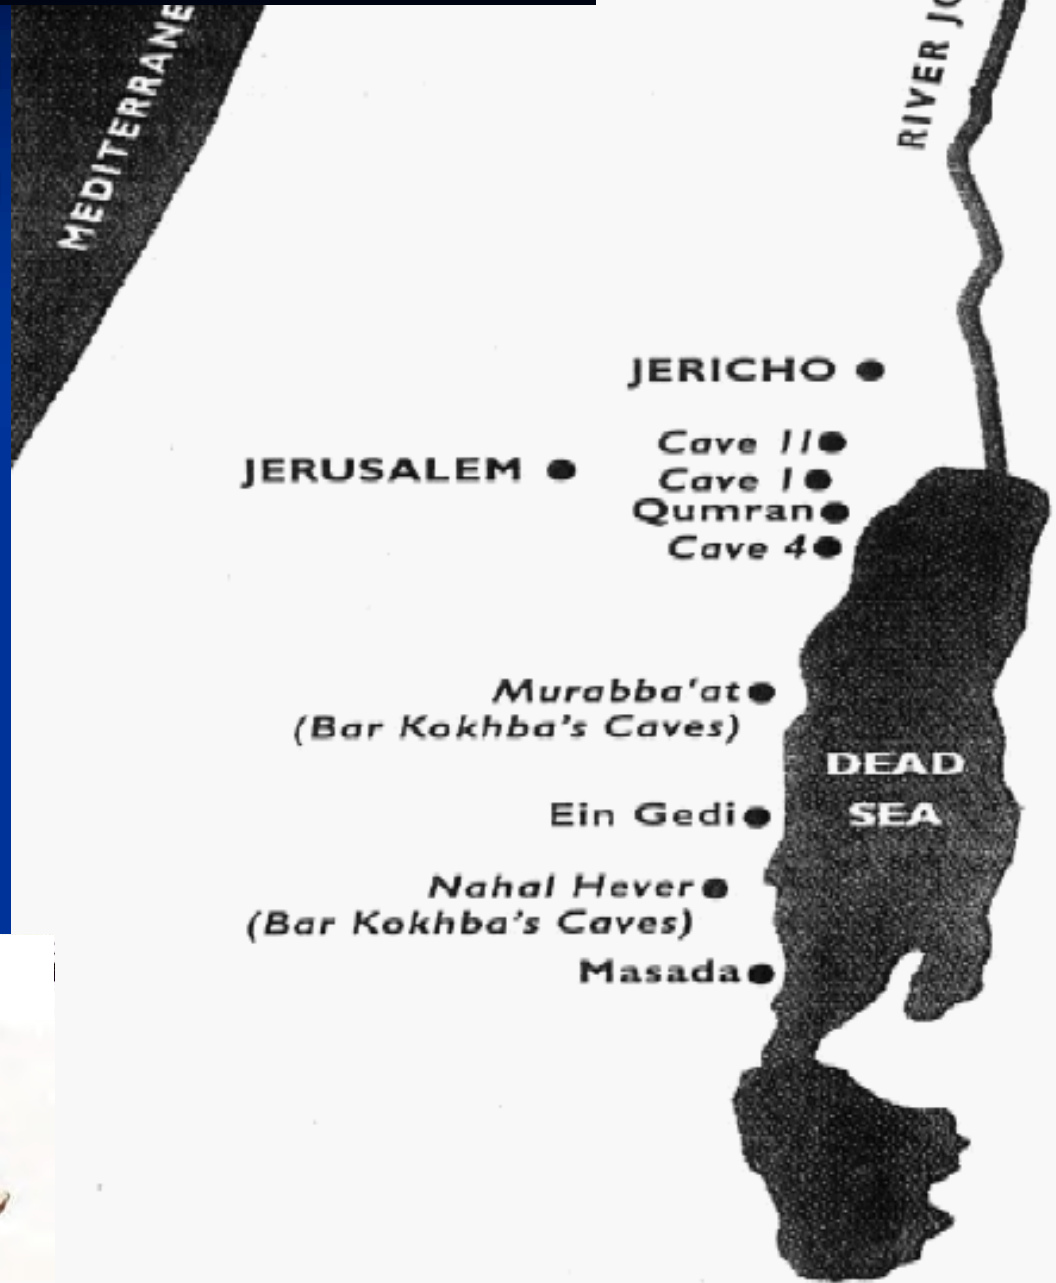 MEDITERRANE
RIVER JO
JERICHO
Cave 11
JERUSALEM
Cave 1
Qumran
Cave 4
Murabba'at
(Bar Kokhba's Caves)
DEAD
SEA
Ein Gedi
Nahal Hever
(Bar Kokhba's Caves)
Masada